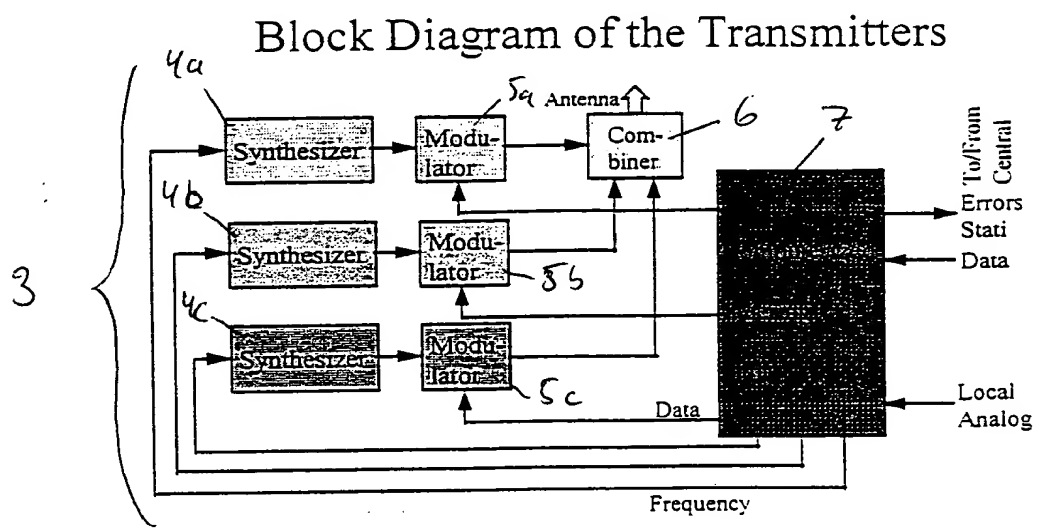 Block Diagram of the Transmitters
4a
5a
Antenna
6
7
Synthesizer
Modu-
lator
Com-
biner
To/From
Central
Errors
Stati
4b
Synthesizer
Modu-
lator
5b
Data
3
4c
Synthesizer
Modu-
lator
5c
Data
Local
Analog
Frequency